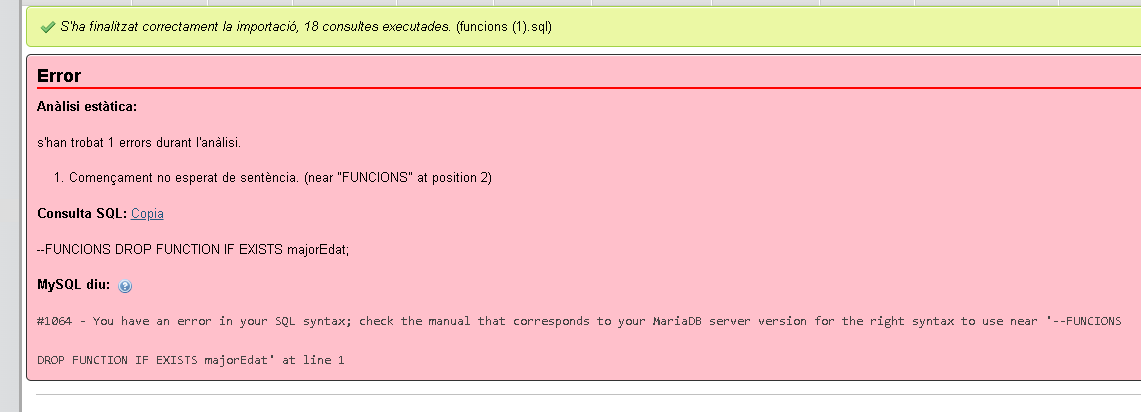 S'ha finalitzat correctament la importació, 18 consultes executades. (funcions (1).sql)
Error
Anàlisi estàtica:
s'han trobat 1 errors durant l'anàlisi.
1. Començament no esperat de sentència. (near "FUNCIONS" at position 2)
Consulta SQL: Copia
--FUNCIONS DROP FUNCTION IF EXISTS majorEdat;
MySQL diu:
#1064 - You have an error in your SQL syntax; check the manual that corresponds to your MariaDB server version for the right syntax to use near '--FUNCIONS
DROP FUNCTION IF EXISTS majorEdat' at line 1